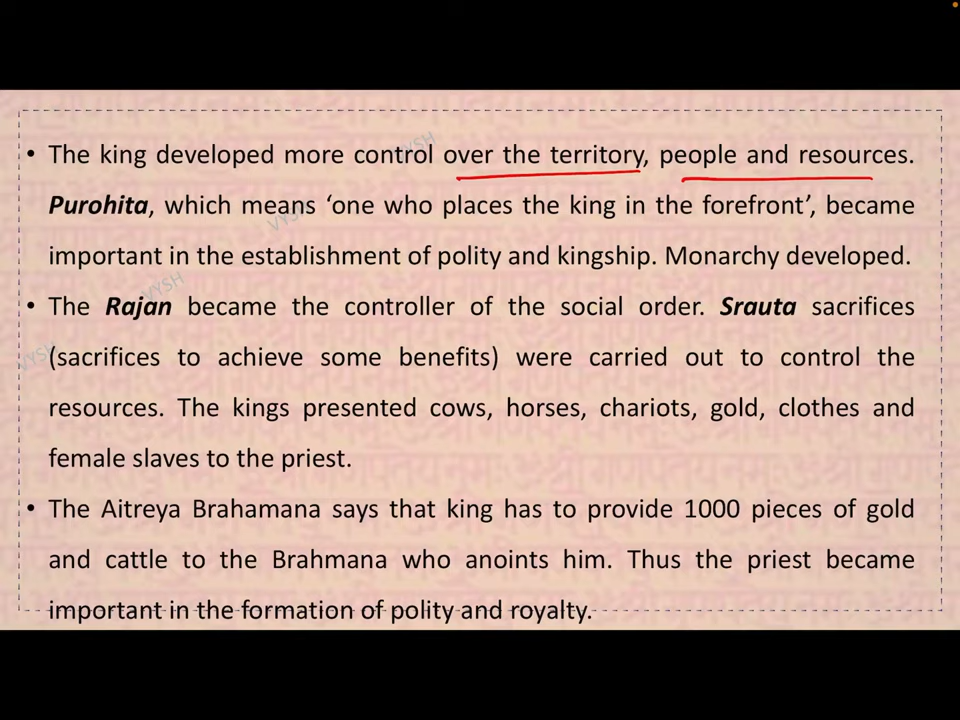 • The king developed more control over the territory, people and resources.
Purohita, which means ‘one who places the king in the forefront’, became
important in the establishment of polity and kingship. Monarchy developed.
• The Rajan became the controller of the social order. Srauta sacrifices
(sacrifices to achieve some benefits) were carried out to control the
resources. The kings presented cows, horses, chariots, gold, clothes and
female slaves to the priest.
• The Aitreya Brahamana says that king has to provide 1000 pieces of gold
and cattle to the Brahmana who anoints him. Thus the priest became
important in the formation of polity and royalty.
VYSH
VYSH
VYSH
VYSH